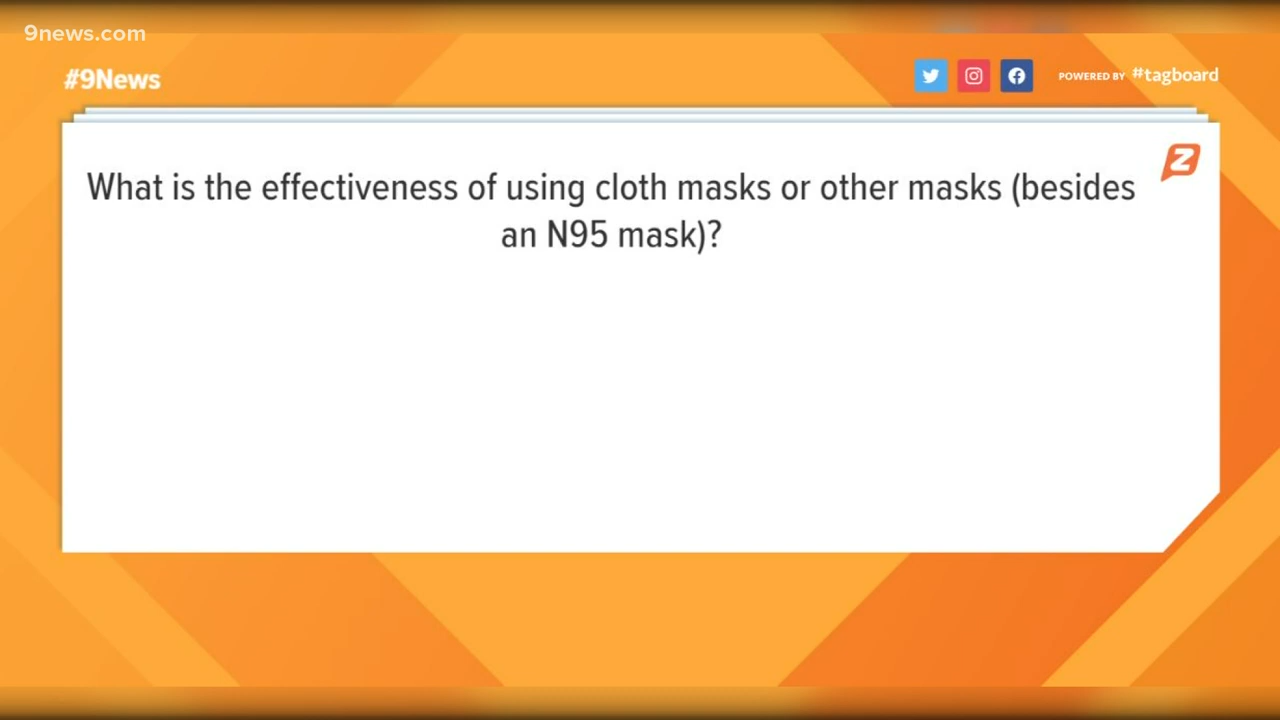 9news.com
#9News
POWERED BY #tagboard
What is the effectiveness of using cloth masks or other masks (besides
an N95 mask)?